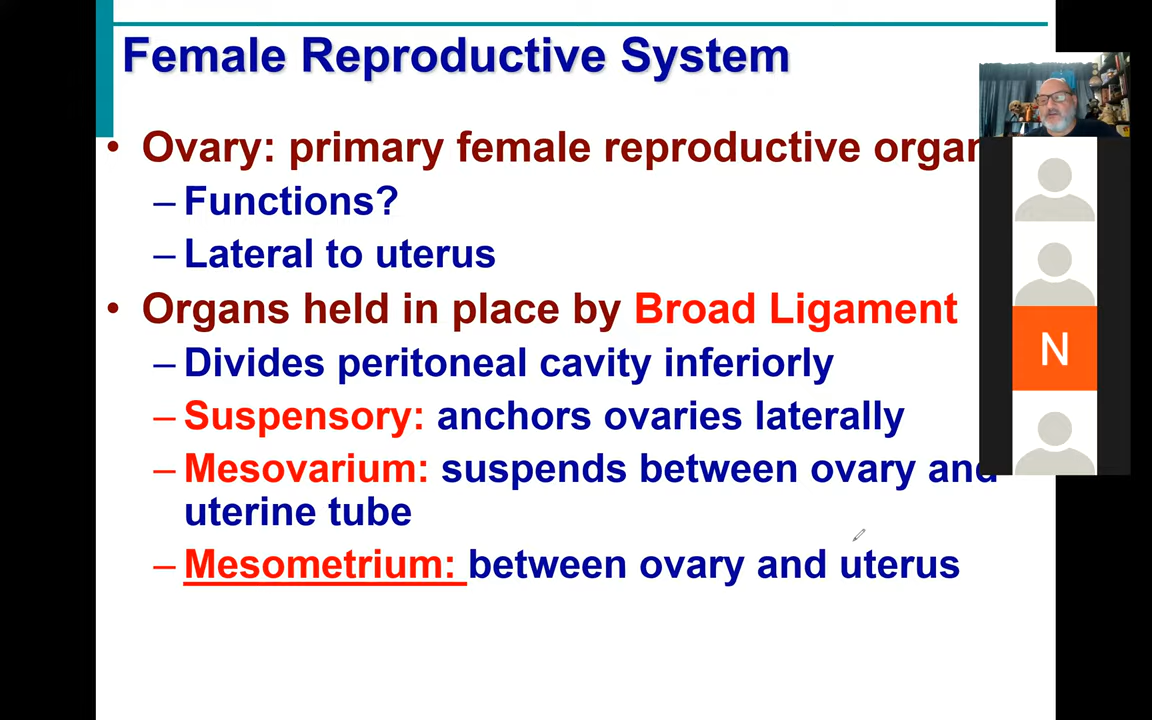 Female Reproductive System
• Ovary: primary female reproductive organ
– Functions?
– Lateral to uterus
• Organs held in place by Broad Ligament
– Divides peritoneal cavity inferiorly
– Suspensory: anchors ovaries laterally
– Mesovarium: suspends between ovary and
uterine tube
– Mesometrium: between ovary and uterus
N